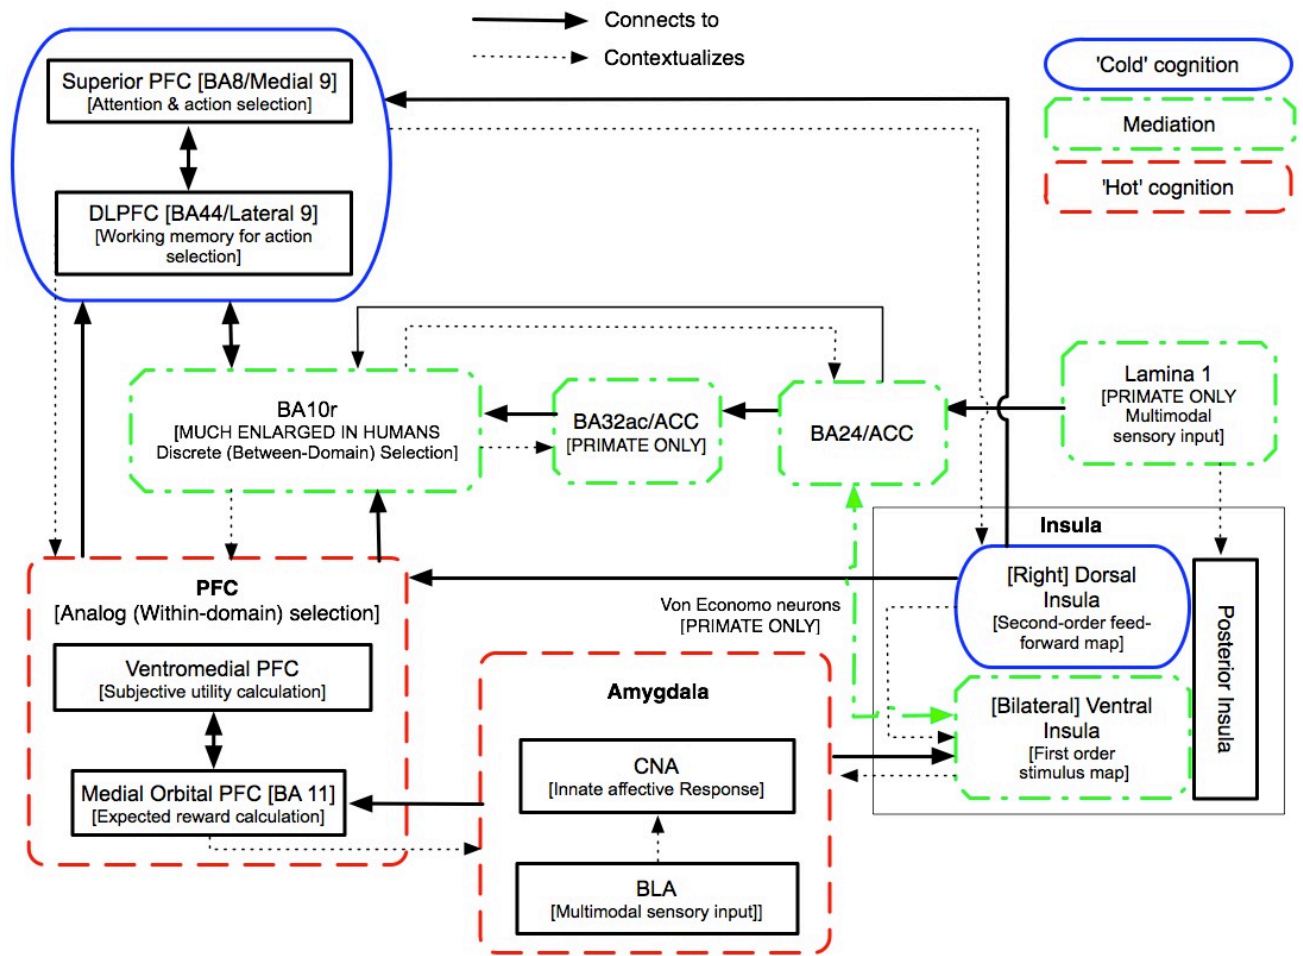 Connects to
Contextualizes
'Cold' cognition
Mediation
'Hot' cognition
Superior PFC [BA8/Medial 9]
[Attention & action selection]
DLPFC [BA44/Lateral 9]
[Working memory for action
selection]
BA10r
[MUCH ENLARGED IN HUMANS
Discrete (Between-Domain) Selection]
BA32ac/ACC
[PRIMATE ONLY]
BA24/ACC
Lamina 1
[PRIMATE ONLY
Multimodal
sensory input]
Insula
[Right] Dorsal
Insula
[Second-order feed-
forward map]
[Bilateral] Ventral
Insula
[First order
stimulus map]
Posterior Insula
Von Economo neurons
[PRIMATE ONLY]
PFC
[Analog (Within-domain) selection]
Ventromedial PFC
[Subjective utility calculation]
Medial Orbital PFC [BA 11]
[Expected reward calculation]
Amygdala
CNA
[Innate affective Response]
BLA
[Multimodal sensory input]]